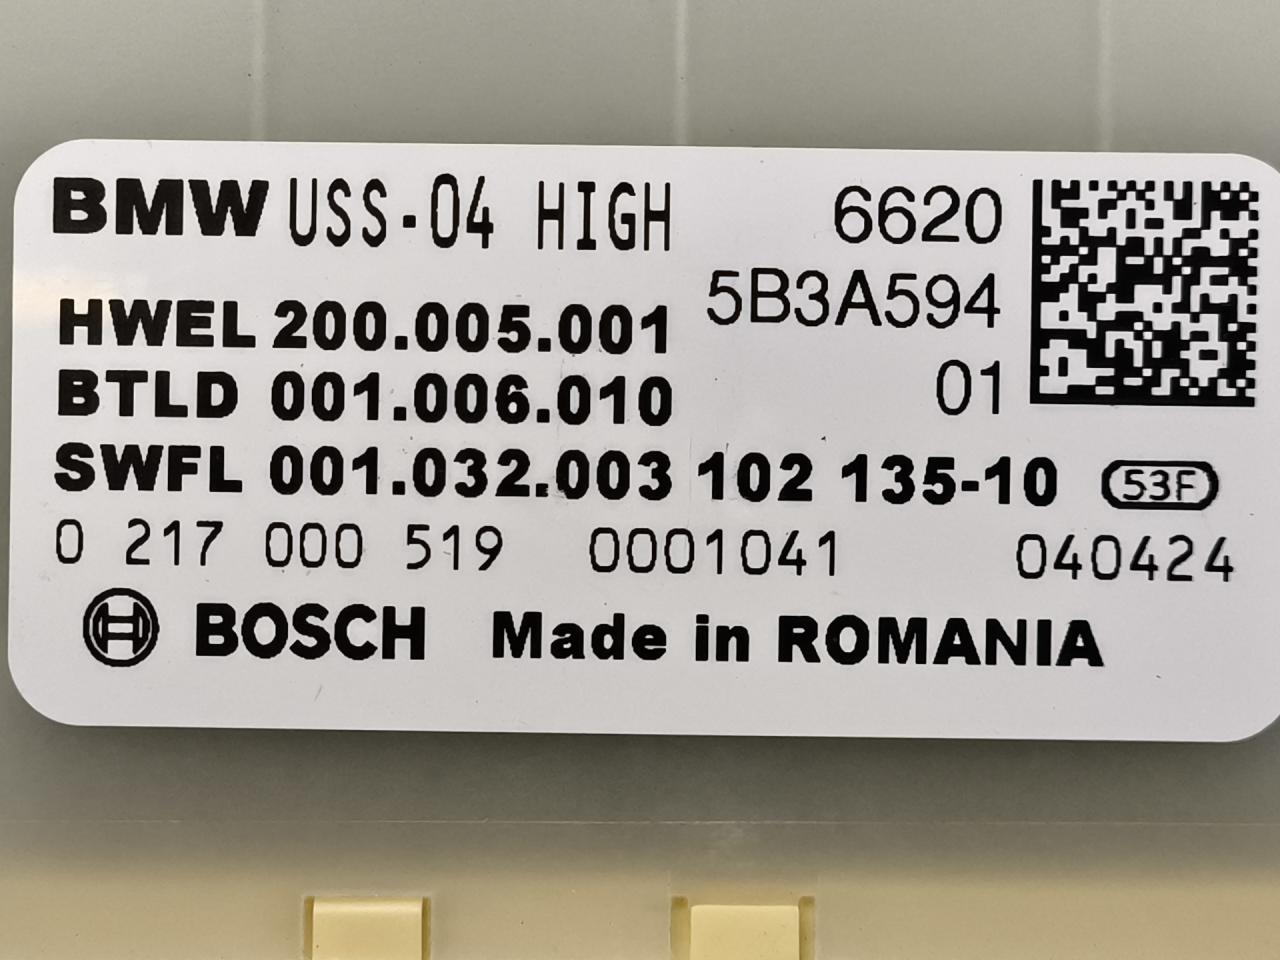 BMW USS-04 HIGH 6620
5B3A594
HWEL 200.005.001
01
BTLD 001.006.010
SWFL 001.032.003 102 135-10 53F
0 217 000 519 0001041 040424
BOSCH Made in ROMANIA